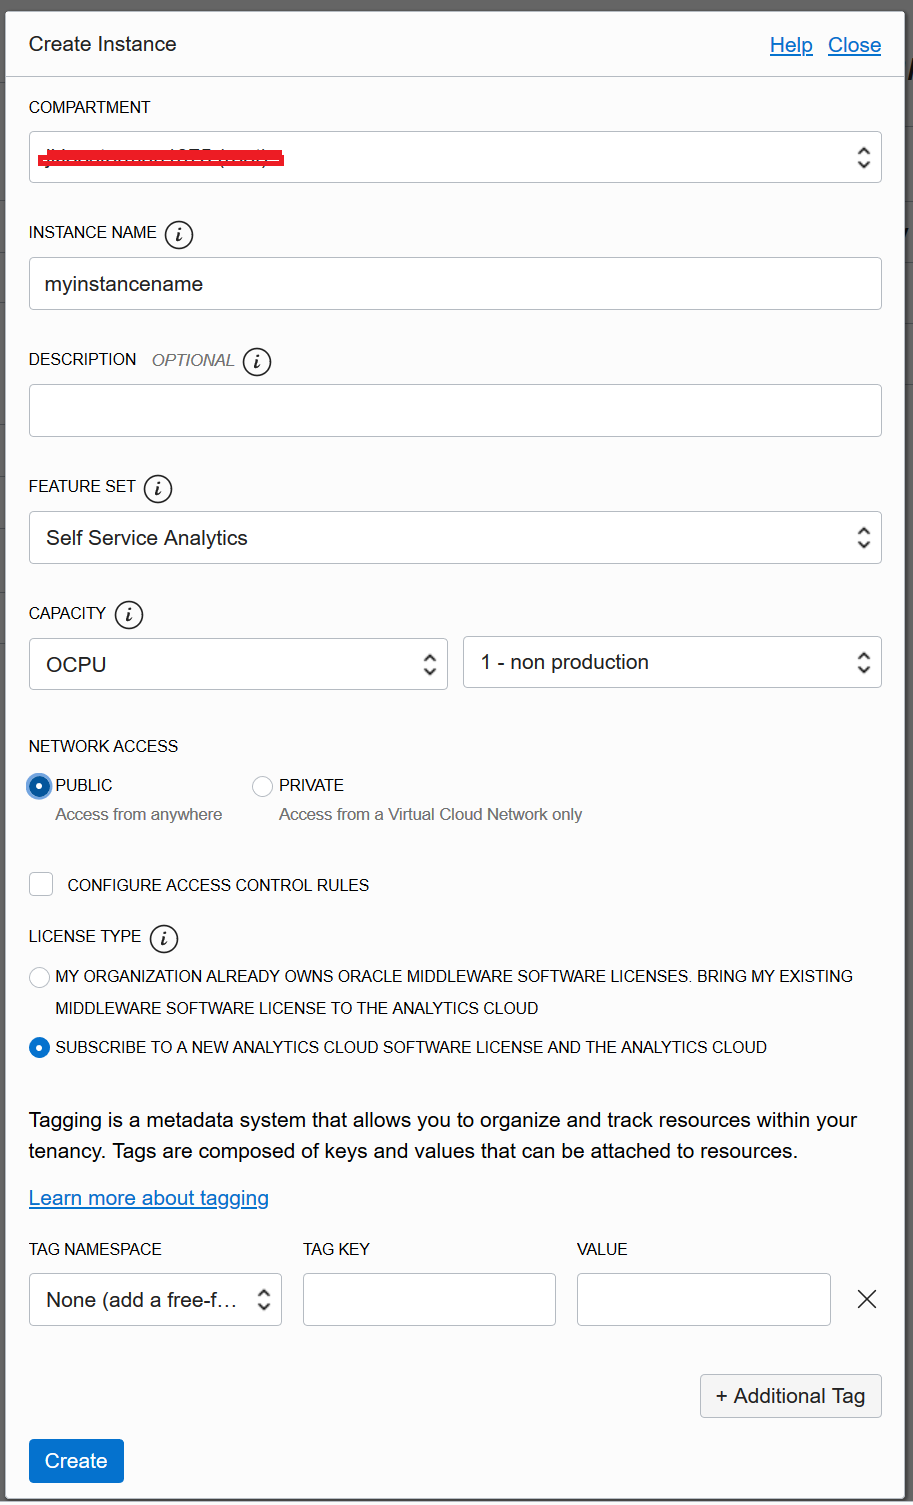 Create Instance
Help Close
COMPARTMENT
INSTANCE NAME i
myinstancename
DESCRIPTION OPTIONAL i
FEATURE SET i
Self Service Analytics
CAPACITY i
OCPU
1 - non production
NETWORK ACCESS
PUBLIC
Access from anywhere
PRIVATE
Access from a Virtual Cloud Network only
CONFIGURE ACCESS CONTROL RULES
LICENSE TYPE i
MY ORGANIZATION ALREADY OWNS ORACLE MIDDLEWARE SOFTWARE LICENSES. BRING MY EXISTING
MIDDLEWARE SOFTWARE LICENSE TO THE ANALYTICS CLOUD
SUBSCRIBE TO A NEW ANALYTICS CLOUD SOFTWARE LICENSE AND THE ANALYTICS CLOUD
Tagging is a metadata system that allows you to organize and track resources within your
tenancy. Tags are composed of keys and values that can be attached to resources.
Learn more about tagging
TAG NAMESPACE
TAG KEY
VALUE
None (add a free-f...
+ Additional Tag
Create